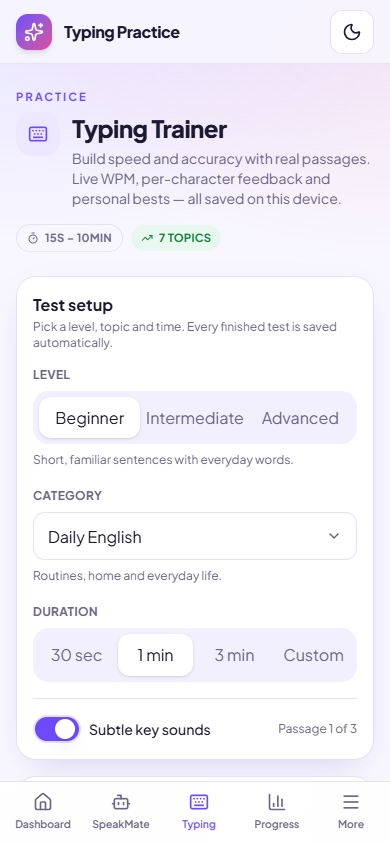 Typing Practice
PRACTICE
Typing Trainer
Build speed and accuracy with real passages.
Live WPM, per-character feedback and
personal bests — all saved on this device.
15S – 10MIN
7 TOPICS
Test setup
Pick a level, topic and time. Every finished test is saved
automatically.
LEVEL
Beginner
Intermediate
Advanced
Short, familiar sentences with everyday words.
CATEGORY
Daily English
Routines, home and everyday life.
DURATION
30 sec
1 min
3 min
Custom
Subtle key sounds
Passage 1 of 3
Dashboard
SpeakMate
Typing
Progress
More